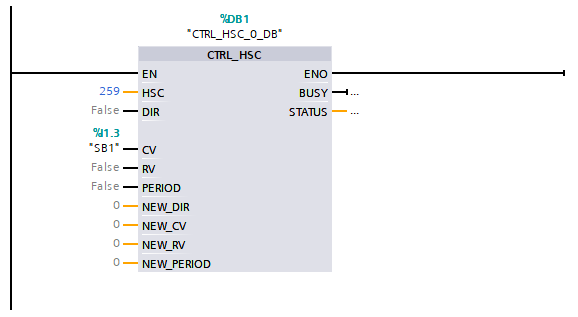 %DB1
"CTRL_HSC_0_DB"
CTRL_HSC
EN ENO
259 HSC BUSY ...
False DIR STATUS ...
%I1.3
"SB1" CV
False RV
False PERIOD
0 NEW_DIR
0 NEW_CV
0 NEW_RV
0 NEW_PERIOD